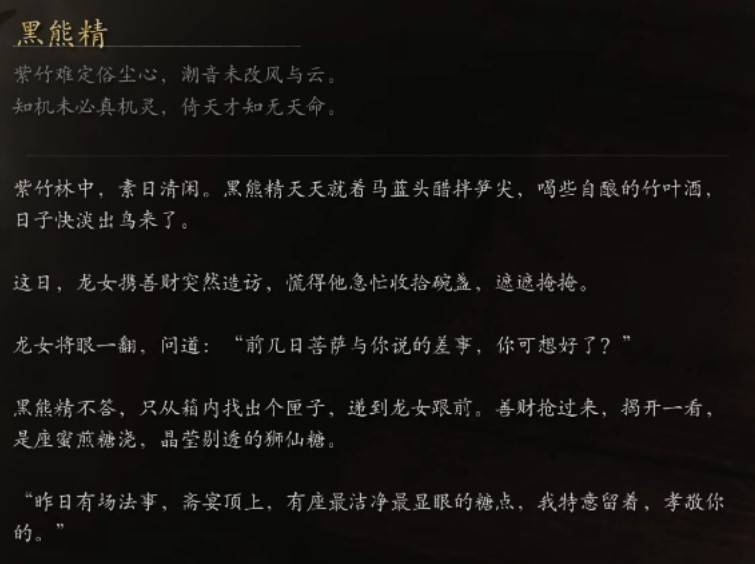 黑熊精
紫竹难定俗尘心，潮音未改风与云。
知机未必真机灵，倚天才知无天命。
紫竹林中，素日清闲。黑熊精天天就着马蓝头醋拌笋尖，喝些自酿的竹叶酒，
日子快淡出鸟来了。
这日，龙女携善财突然造访，慌得他急忙收拾碗盏，遮遮掩掩。
龙女将眼一翻，问道：“前几日菩萨与你说的差事，你可想好了？”
黑熊精不答，只从箱内找出个匣子，递到龙女跟前。善财抢过来，揭开一看，
是座蜜煎糖浇，晶莹剔透的狮仙糖。
“昨日有场法事，斋宴顶上，有座最洁净最显眼的糖点，我特意留着，孝敬你
的。”